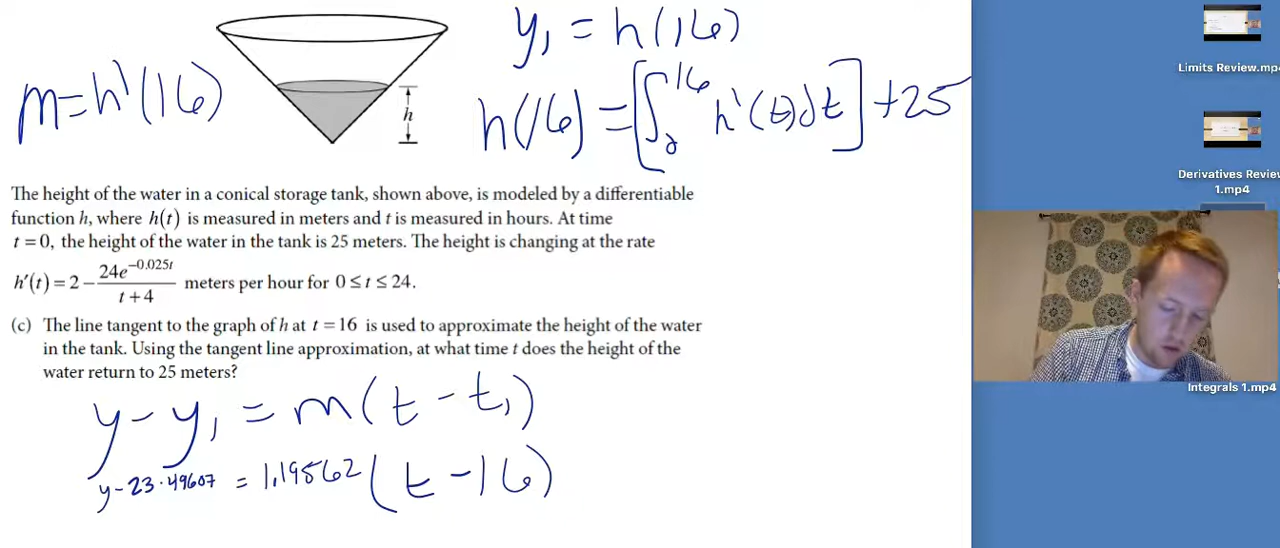 y₁ = h(16)
m = h'(16)
h
h(16) = [∫₀¹⁶ h'(t)dt] + 25
The height of the water in a conical storage tank, shown above, is modeled by a differentiable
function h, where h(t) is measured in meters and t is measured in hours. At time
t = 0, the height of the water in the tank is 25 meters. The height is changing at the rate
h′(t) = 2 − 24e^−0.025t / t + 4 meters per hour for 0 ≤ t ≤ 24.
(c) The line tangent to the graph of h at t = 16 is used to approximate the height of the water
in the tank. Using the tangent line approximation, at what time t does the height of the
water return to 25 meters?
y − y₁ = m(t − t₁)
y − 23.49607 = 1.19562(t − 16)
Limits Review.mp4
Derivatives Review
1.mp4
Integrals 1.mp4